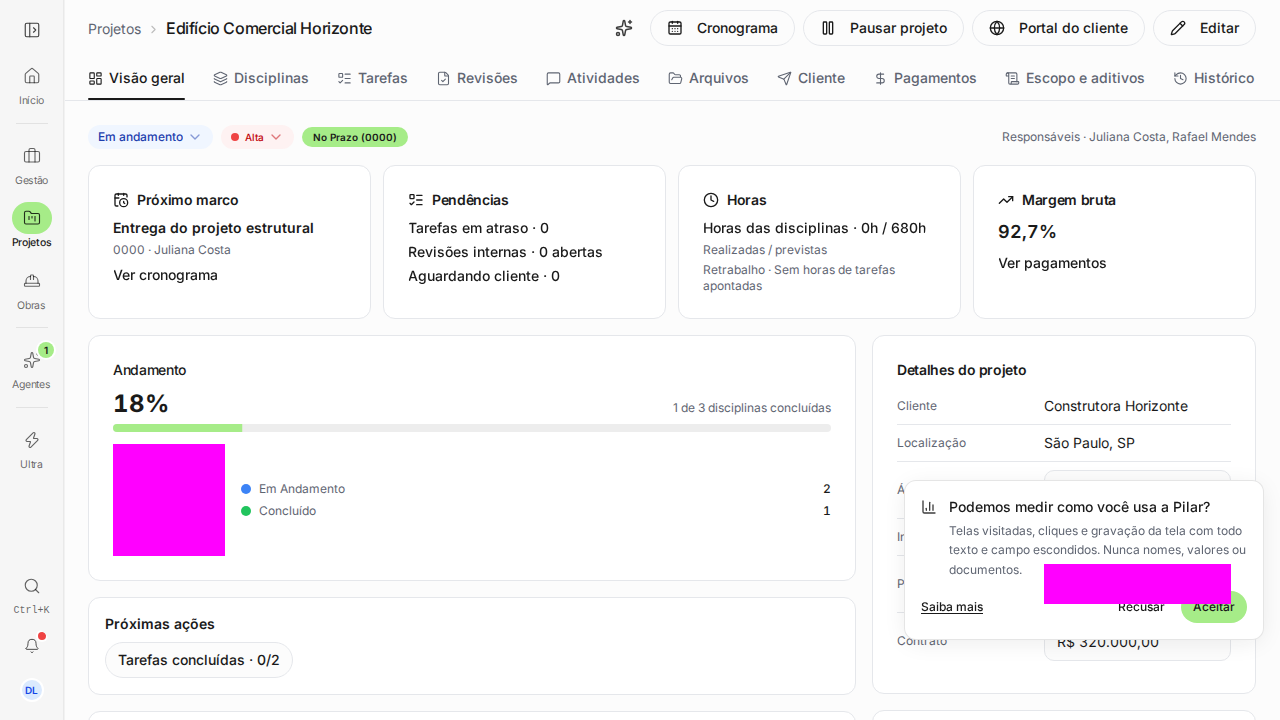 Projetos
Edifício Comercial Horizonte
Cronograma
Pausar projeto
Portal do cliente
Editar
Visão geral
Disciplinas
Tarefas
Revisões
Atividades
Arquivos
Cliente
Pagamentos
Escopo e aditivos
Histórico
Início
Gestão
Projetos
Obras
1
Agentes
Ultra
Ctrl+K
DL
Em andamento
Alta
No Prazo (0000)
Responsáveis · Juliana Costa, Rafael Mendes
Próximo marco
Entrega do projeto estrutural
0000 · Juliana Costa
Ver cronograma
Pendências
Tarefas em atraso · 0
Revisões internas · 0 abertas
Aguardando cliente · 0
Horas
Horas das disciplinas · 0h / 680h
Realizadas / previstas
Retrabalho · Sem horas de tarefas
apontadas
Margem bruta
92,7%
Ver pagamentos
Andamento
18%
1 de 3 disciplinas concluídas
Em Andamento
2
Concluído
1
Próximas ações
Tarefas concluídas · 0/2
Detalhes do projeto
Cliente
Construtora Horizonte
Localização
São Paulo, SP
Podemos medir como você usa a Pilar?
Telas visitadas, cliques e gravação da tela com todo
texto e campo escondidos. Nunca nomes, valores ou
documentos.
Saiba mais
Recusar
Aceitar
Contrato
R$ 320.000,00